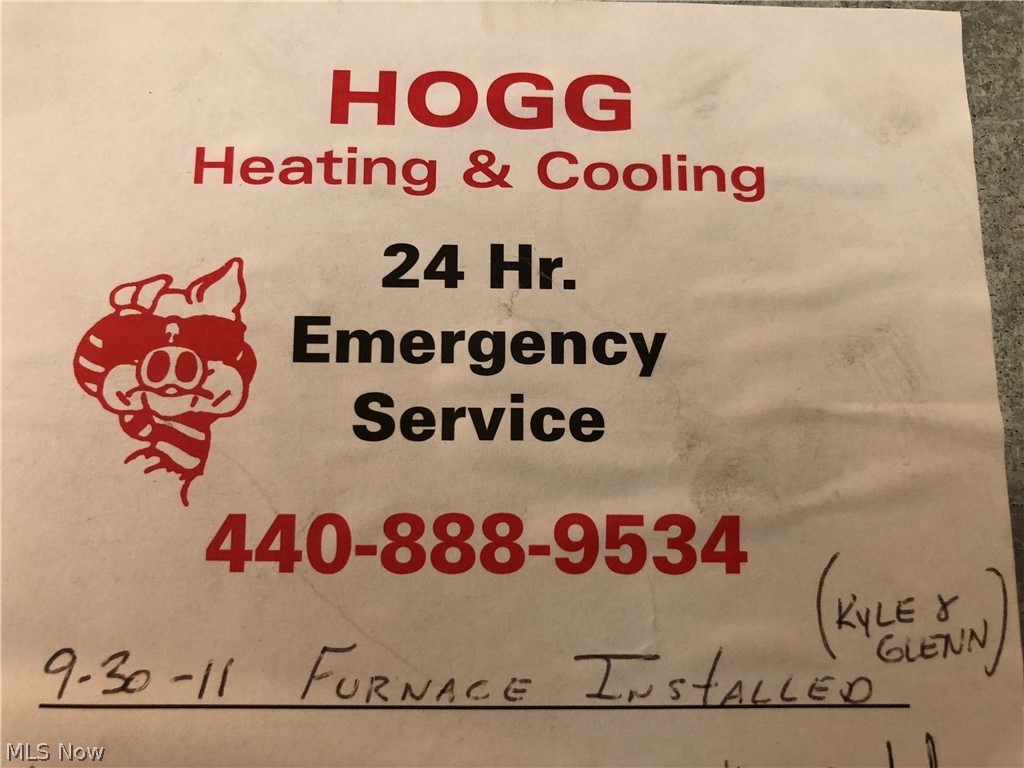 HOGG
Heating & Cooling
24 Hr.
Emergency
Service
440-888-9534
(KYLE &
GLENN)
9-30-11 FURNACE INSTALLED
MLS Now